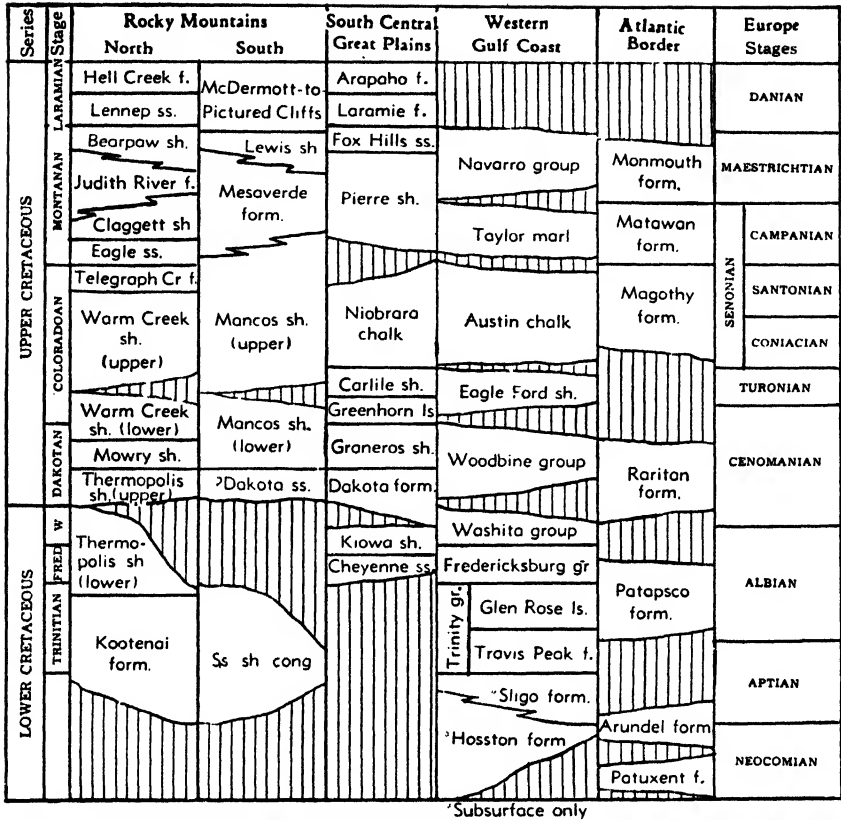 Series
Stage
Rocky Mountains
North
South
South Central
Great Plains
Western
Gulf Coast
Atlantic
Border
Europe
Stages
UPPER CRETACEOUS
LOWER CRETACEOUS
LARAMIAN
MONTANAN
COLORADOAN
DAKOTAN
W
FRED
TRINITIAN
Hell Creek f.
Lennep ss.
Bearpaw sh.
Judith River f.
Claggett sh
Eagle ss.
Telegraph Cr f.
Warm Creek
sh.
(upper)
Warm Creek
sh. (lower)
Mowry sh.
Thermopolis
sh.(upper)
Thermo-
polis sh
(lower)
Kootenai
form.
McDermott-to-
Pictured Cliffs
Lewis sh
Mesaverde
form.
Mancos sh.
(upper)
Mancos sh.
(lower)
?Dakota ss.
Ss sh cong
Arapaho f.
Laramie f.
Fox Hills ss.
Pierre sh.
Niobrara
chalk
Carlile sh.
Greenhorn ls
Graneros sh.
Dakota form.
Kiowa sh.
Cheyenne ss.
Navarro group
Taylor marl
Austin chalk
Eagle Ford sh.
Woodbine group
Washita group
Fredericksburg gr
Trinity gr.
Glen Rose ls.
Travis Peak f.
'Sligo form.
'Hosston form
Monmouth
form.
Matawan
form.
Magothy
form.
Raritan
form.
Patapsco
form.
Arundel form
Patuxent f.
DANIAN
MAESTRICHTIAN
SENONIAN
CAMPANIAN
SANTONIAN
CONIACIAN
TURONIAN
CENOMANIAN
ALBIAN
APTIAN
NEOCOMIAN
'Subsurface only